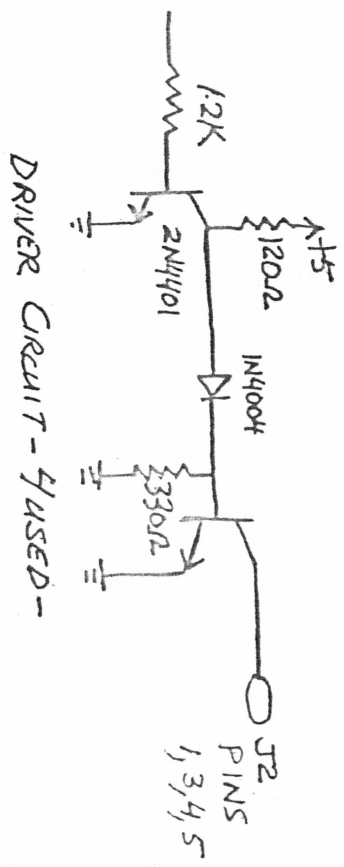 1.2K
2N4401
+5
120Ω
1N4004
330Ω
J2
PINS
1,3,4,5
DRIVER CIRCUIT - 4 USED -